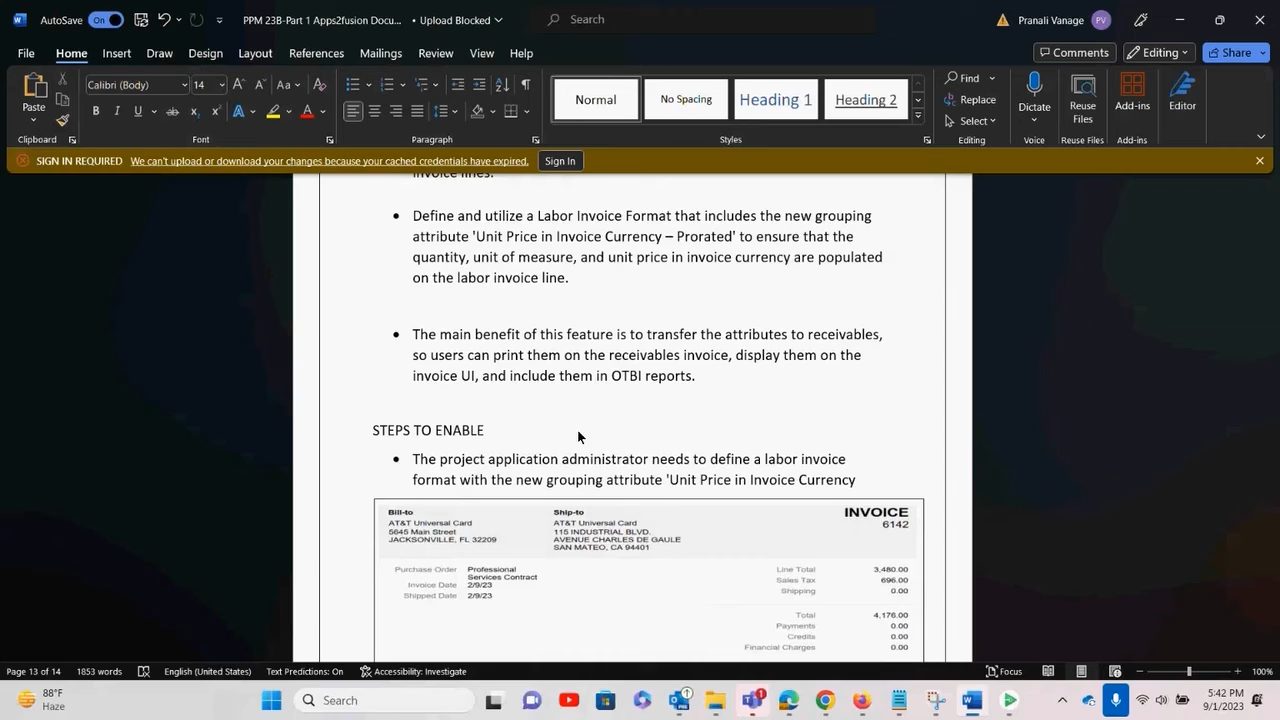 AutoSave On PPM 23B-Part 1 Apps2fusion Docu... • Upload Blocked Search Pranali Vanage PV
File Home Insert Draw Design Layout References Mailings Review View Help Comments Editing Share
Paste Calibri (Body) 14 Normal No Spacing Heading 1 Heading 2 Find Replace Select Dictate Reuse Files Add-ins Editor
Clipboard Font Paragraph Styles Editing Voice Reuse Files Add-ins
SIGN IN REQUIRED We can't upload or download your changes because your cached credentials have expired. Sign In
invoice lines.
• Define and utilize a Labor Invoice Format that includes the new grouping
attribute 'Unit Price in Invoice Currency – Prorated' to ensure that the
quantity, unit of measure, and unit price in invoice currency are populated
on the labor invoice line.
• The main benefit of this feature is to transfer the attributes to receivables,
so users can print them on the receivables invoice, display them on the
invoice UI, and include them in OTBI reports.
STEPS TO ENABLE
• The project application administrator needs to define a labor invoice
format with the new grouping attribute 'Unit Price in Invoice Currency
Bill-to Ship-to INVOICE
AT&T Universal Card AT&T Universal Card 6142
5645 Main Street 115 INDUSTRIAL BLVD.
JACKSONVILLE, FL 32209 AVENUE CHARLES DE GAULE
SAN MATEO, CA 94401
Purchase Order Professional Services Contract Line Total 3,480.00
Sales Tax 696.00
Invoice Date 2/9/23 Shipping 0.00
Shipped Date 2/9/23
Total 4,176.00
Payments 0.00
Credits 0.00
Financial Charges 0.00
Page 13 of 14 1853 words English (United States) Text Predictions: On Accessibility: Investigate Focus 100%
88°F Haze Search 5:42 PM 9/1/2023